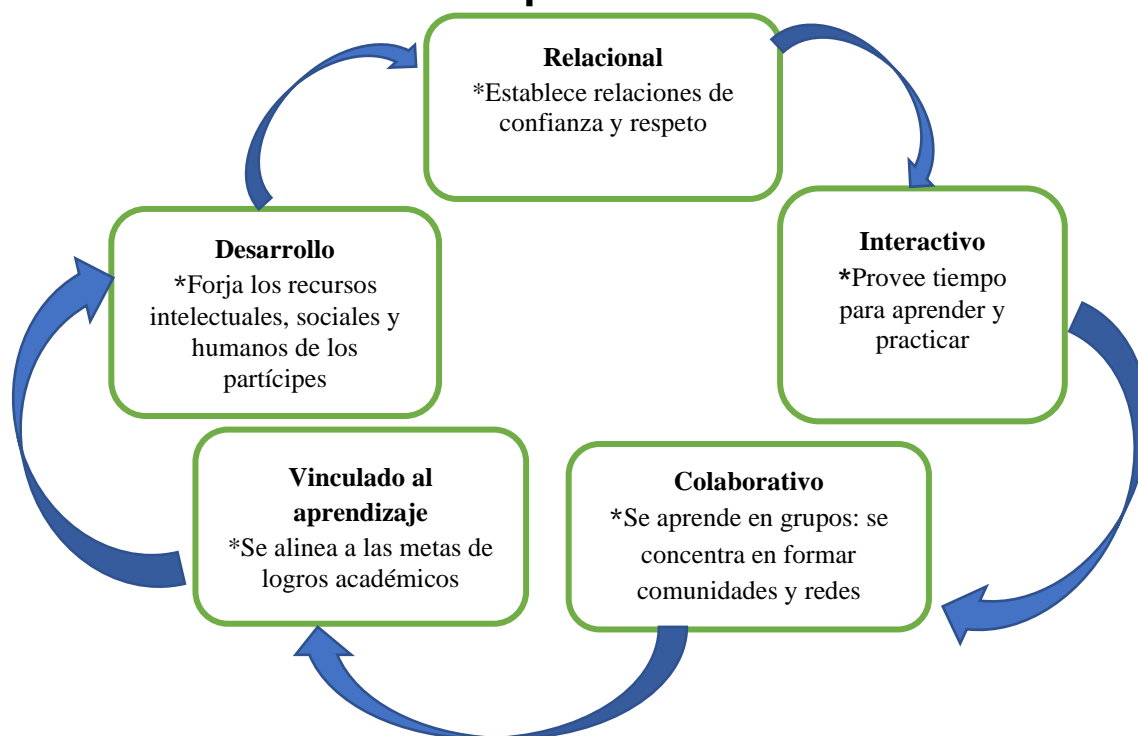 Relacional
*Establece relaciones de
confianza y respeto
Interactivo
*Provee tiempo
para aprender y
practicar
Colaborativo
*Se aprende en grupos: se
concentra en formar
comunidades y redes
Vinculado al
aprendizaje
*Se alinea a las metas de
logros académicos
Desarrollo
*Forja los recursos
intelectuales, sociales y
humanos de los
partícipes